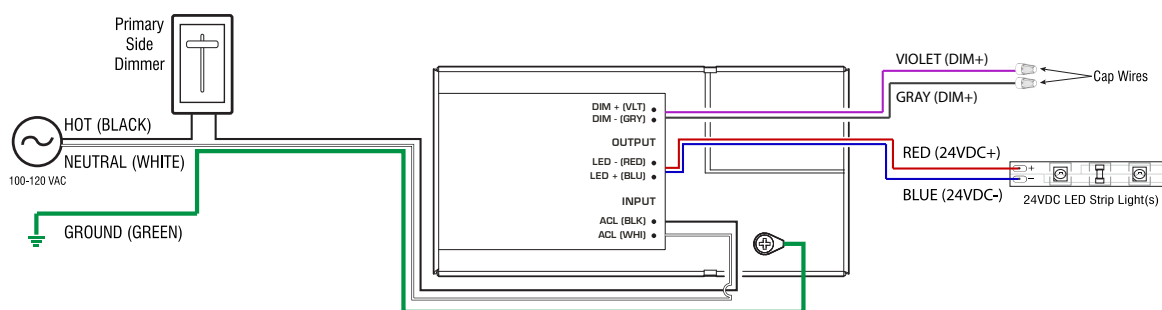 Primary
Side
Dimmer
HOT (BLACK)
NEUTRAL (WHITE)
100-120 VAC
GROUND (GREEN)
DIM + (VLT)
DIM - (GRY)
OUTPUT
LED - (RED)
LED + (BLU)
INPUT
ACL (BLK)
ACL (WHI)
VIOLET (DIM+)
GRAY (DIM+)
Cap Wires
RED (24VDC+)
BLUE (24VDC-)
+
-
24VDC LED Strip Light(s)